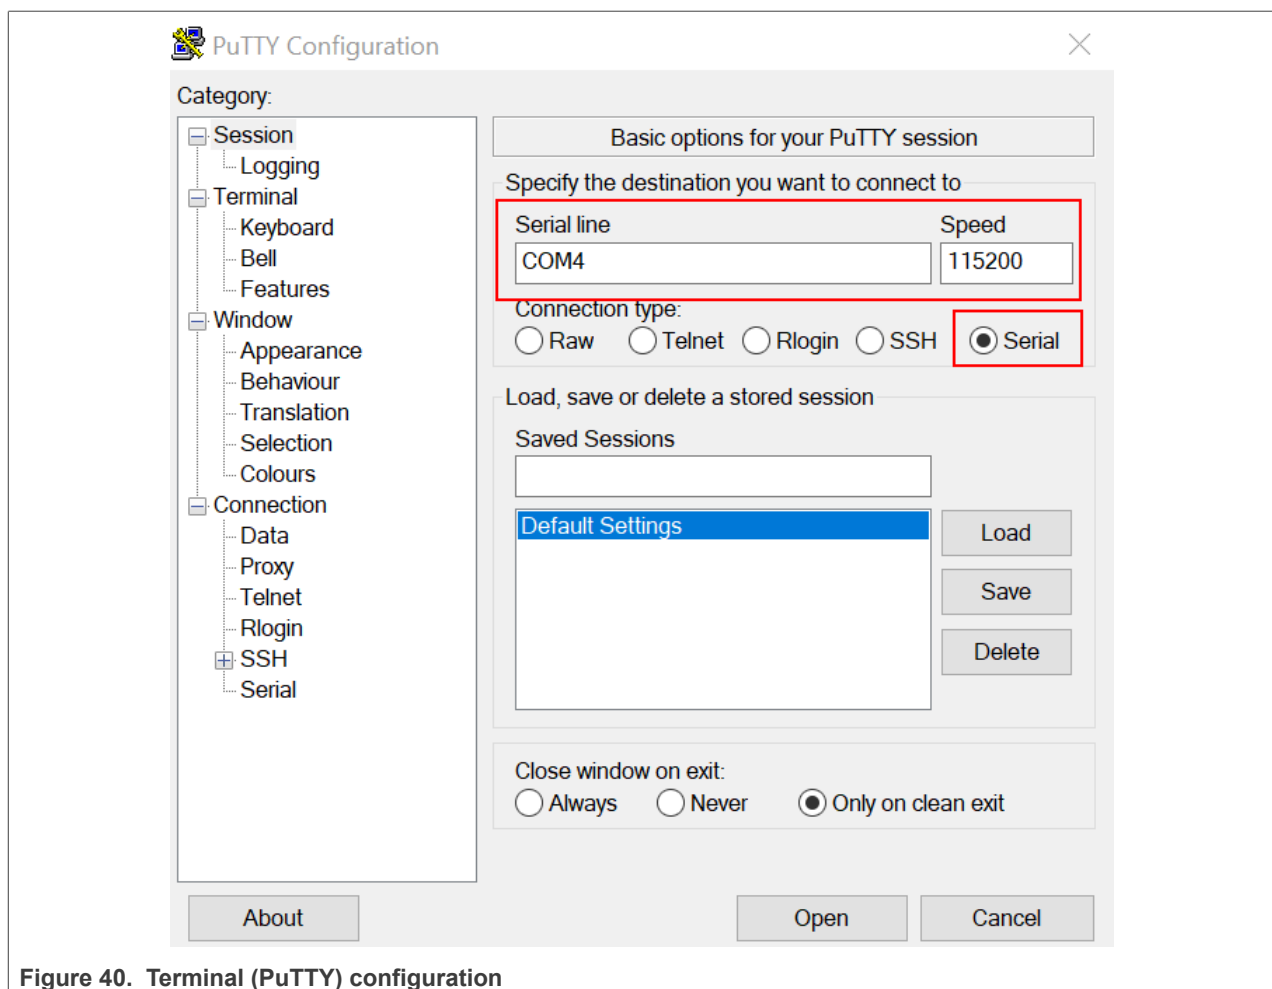 PuTTY Configuration
Category:
Session
Logging
Terminal
Keyboard
Bell
Features
Window
Appearance
Behaviour
Translation
Selection
Colours
Connection
Data
Proxy
Telnet
Rlogin
SSH
Serial
Basic options for your PuTTY session
Specify the destination you want to connect to
Serial line Speed
COM4 115200
Connection type:
Raw Telnet Rlogin SSH Serial
Load, save or delete a stored session
Saved Sessions
Default Settings
Load
Save
Delete
Close window on exit:
Always Never Only on clean exit
About Open Cancel
Figure 40. Terminal (PuTTY) configuration